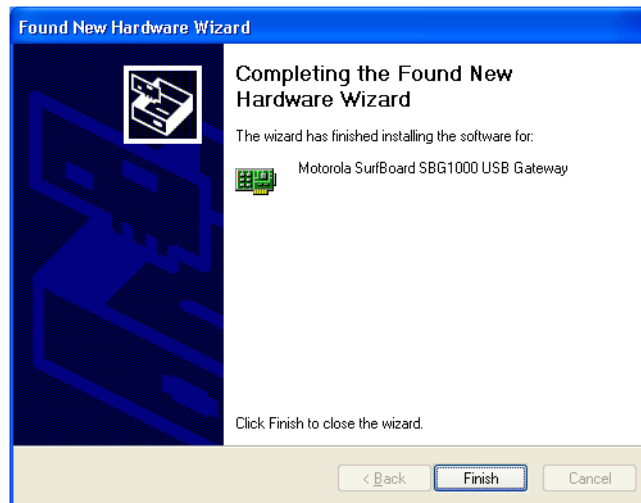 Found New Hardware Wizard
Completing the Found New
Hardware Wizard
The wizard has finished installing the software for:
Motorola SurfBoard SBG1000 USB Gateway
Click Finish to close the wizard.
< Back
Finish
Cancel